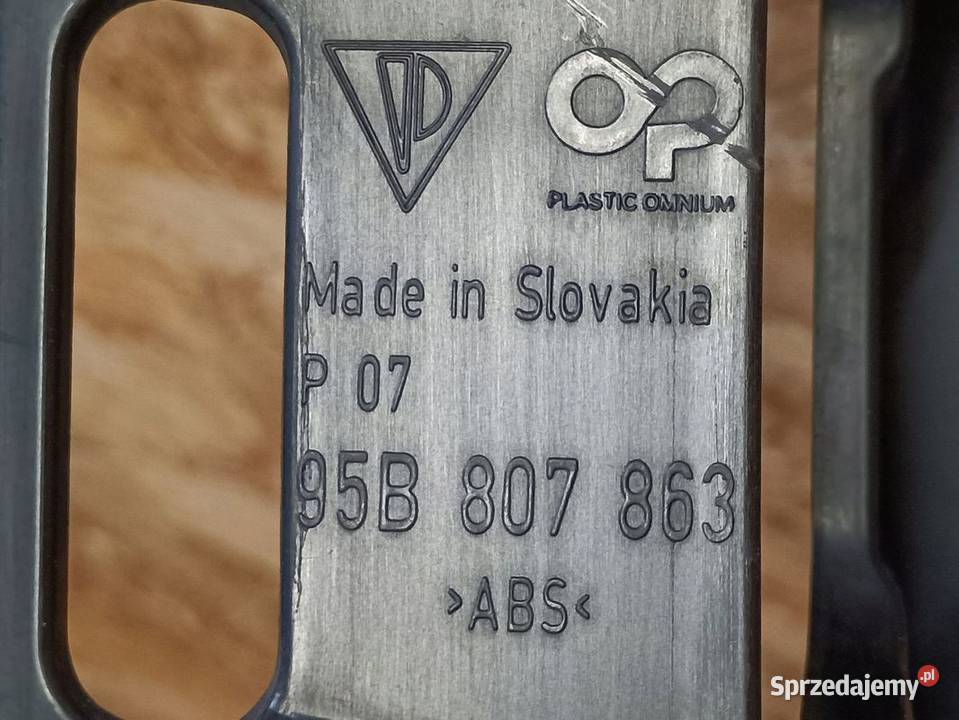 PLASTIC OMNIUM
Made in Slovakia
P 07
95B 807 863
>ABS<
Sprzedajemy.pl